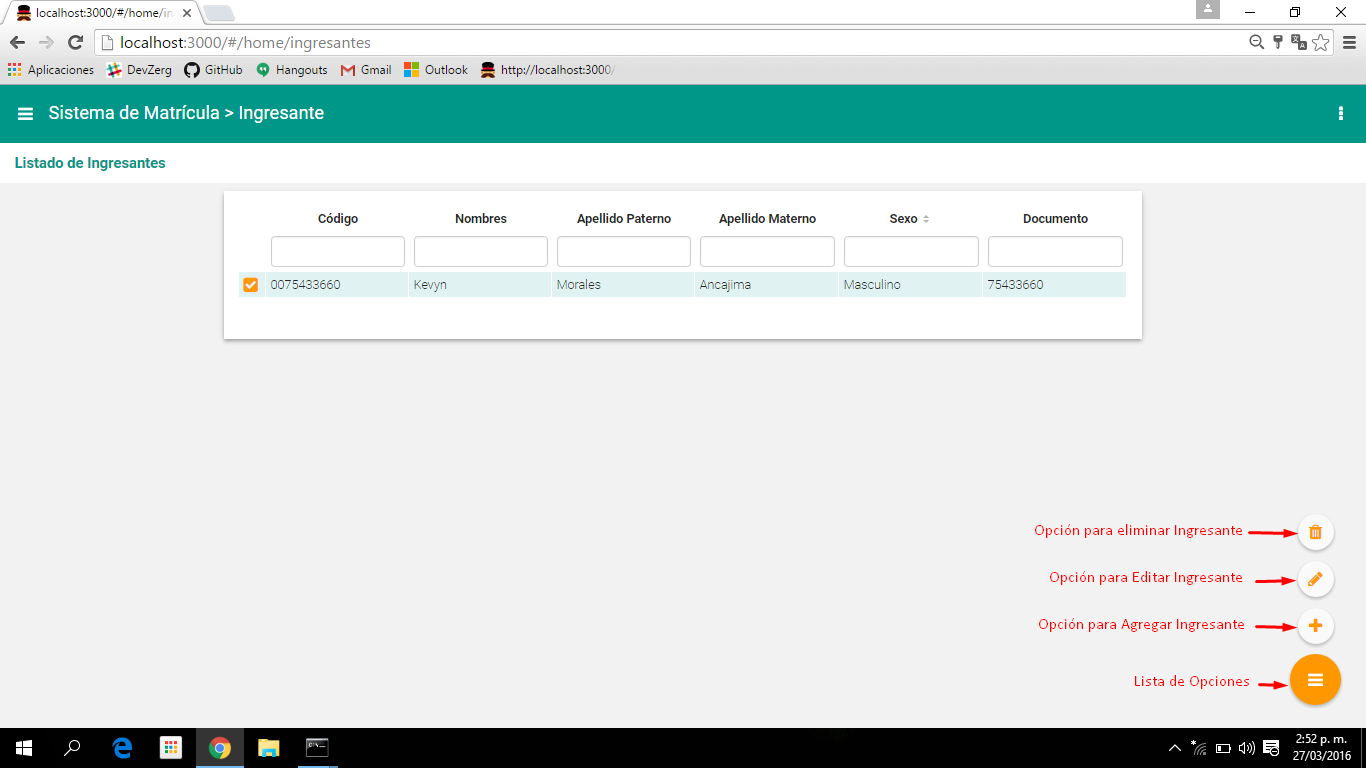 localhost:3000/#/home/in
localhost:3000/#/home/ingresantes
Aplicaciones DevZerg GitHub Hangouts Gmail Outlook http://localhost:3000/
Sistema de Matrícula > Ingresante
Listado de Ingresantes
Código Nombres Apellido Paterno Apellido Materno Sexo Documento
0075433660 Kevyn Morales Ancajima Masculino 75433660
Opción para eliminar Ingresante
Opción para Editar Ingresante
Opción para Agregar Ingresante
Lista de Opciones
2:52 p. m.
27/03/2016